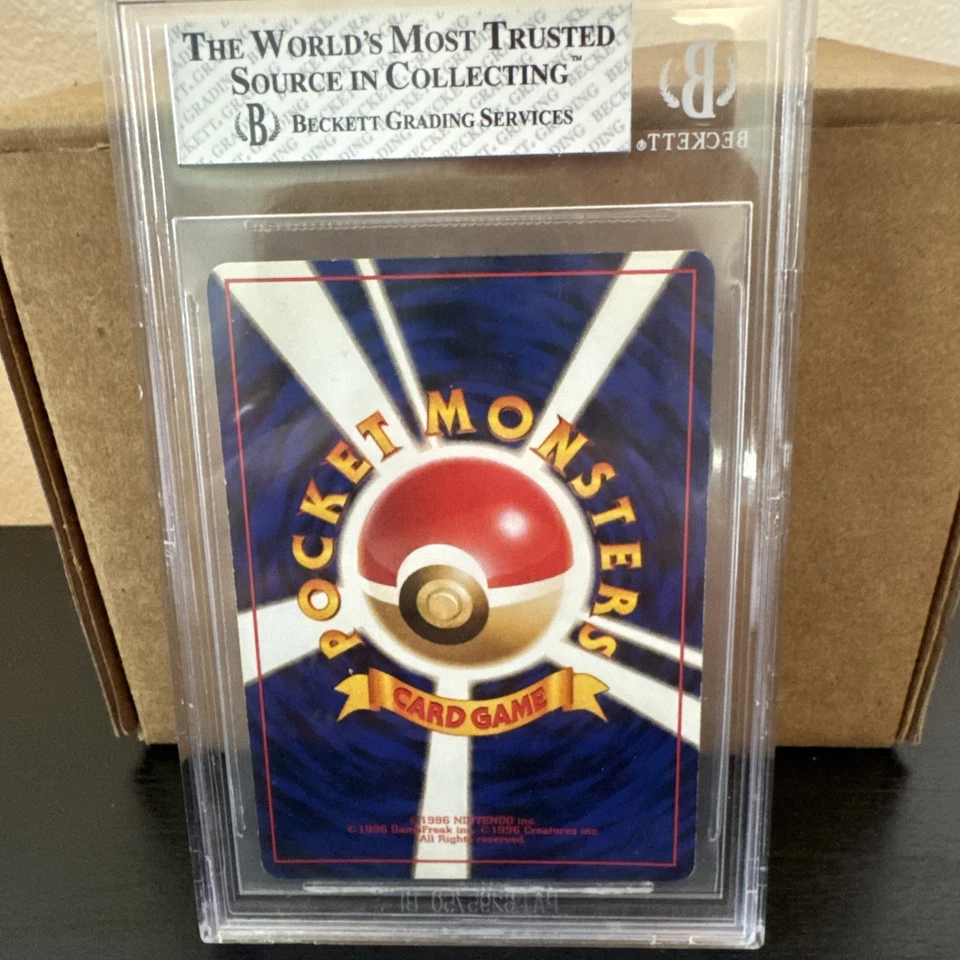 THE WORLD'S MOST TRUSTED
SOURCE IN COLLECTING™
B BECKETT GRADING SERVICES
B
BECKETT®
POCKET MONSTERS
CARD GAME
©1996 NINTENDO inc.
©1996 GameFreak inc. ©1996 Creatures inc.
All Rights reserved.